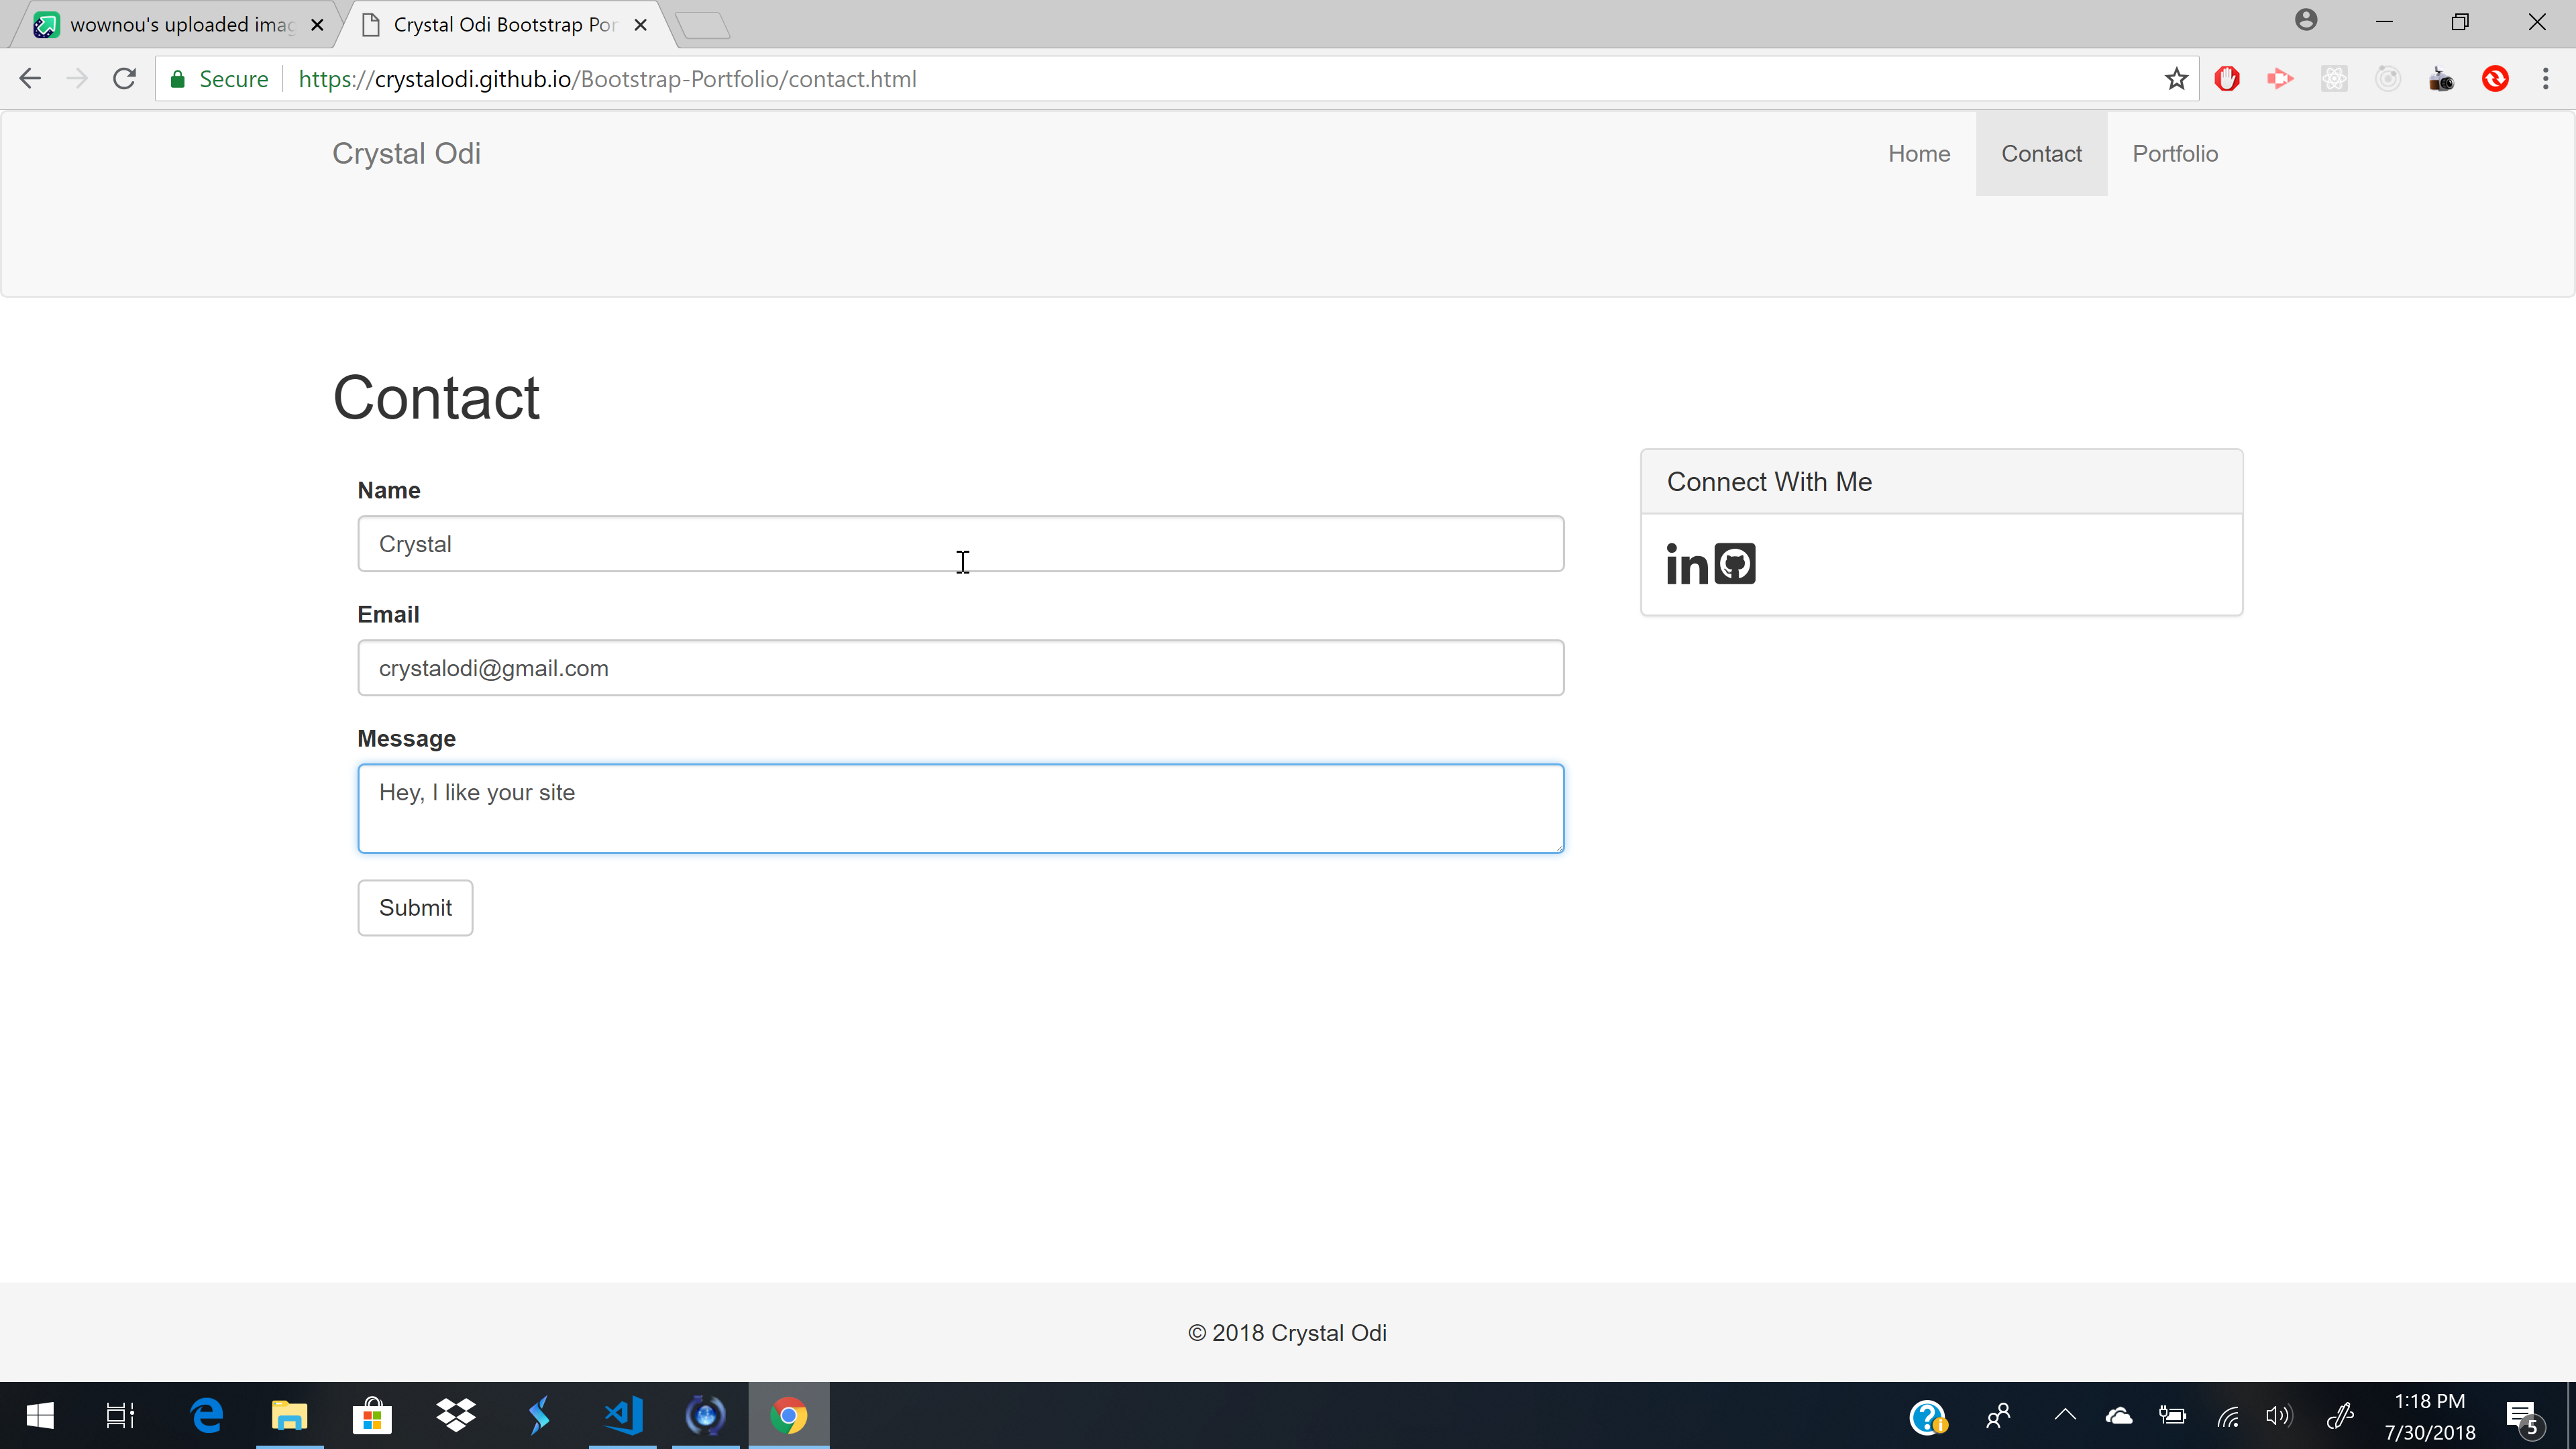 wownou's uploaded imag
Crystal Odi Bootstrap Por
Secure
https://crystalodi.github.io/Bootstrap-Portfolio/contact.html
Crystal Odi
Home
Contact
Portfolio
Contact
Name
Crystal
Email
crystalodi@gmail.com
Message
Hey, I like your site
Submit
Connect With Me
in
© 2018 Crystal Odi
1:18 PM
7/30/2018
5